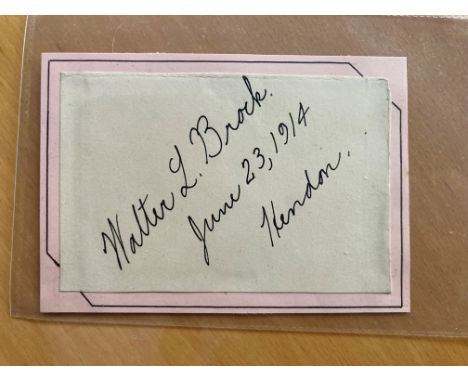 Walter L. Brock.
June 23, 1914
Hendon.